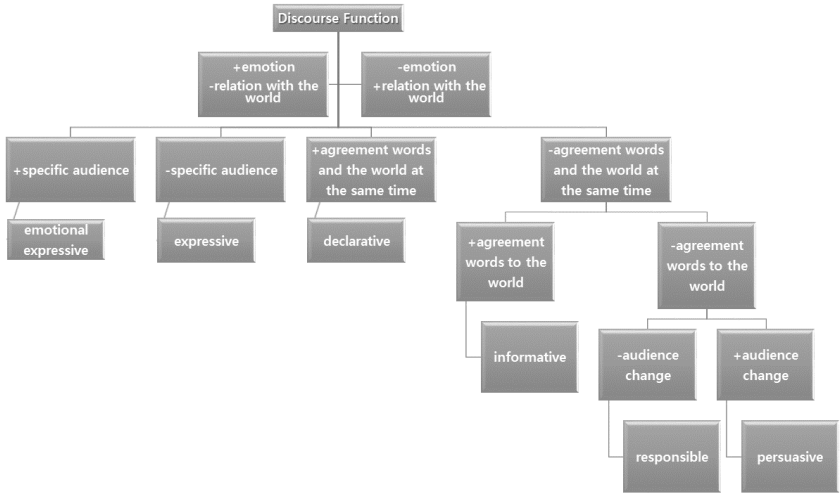 Discourse Function
+emotion
-relation with the
world
-emotion
+relation with the
world
+specific audience
-specific audience
+agreement words
and the world at
the same time
-agreement words
and the world at
the same time
emotional
expressive
expressive
declarative
+agreement
words to the
world
-agreement
words to the
world
informative
-audience
change
+audience
change
responsible
persuasive